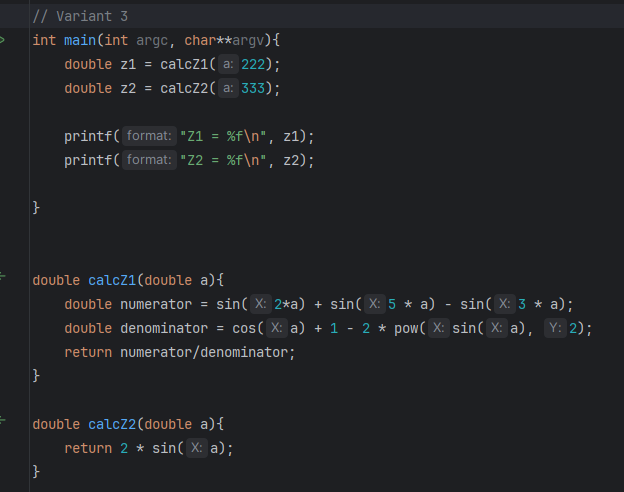 // Variant 3
int main(int argc, char**argv){
double z1 = calcZ1( a: 222);
double z2 = calcZ2( a: 333);
printf( format: "Z1 = %f\n", z1);
printf( format: "Z2 = %f\n", z2);
}
double calcZ1(double a){
double numerator = sin( X: 2*a) + sin( X: 5 * a) - sin( X: 3 * a);
double denominator = cos( X: a) + 1 - 2 * pow( X: sin( X: a), Y: 2);
return numerator/denominator;
}
double calcZ2(double a){
return 2 * sin( X: a);
}